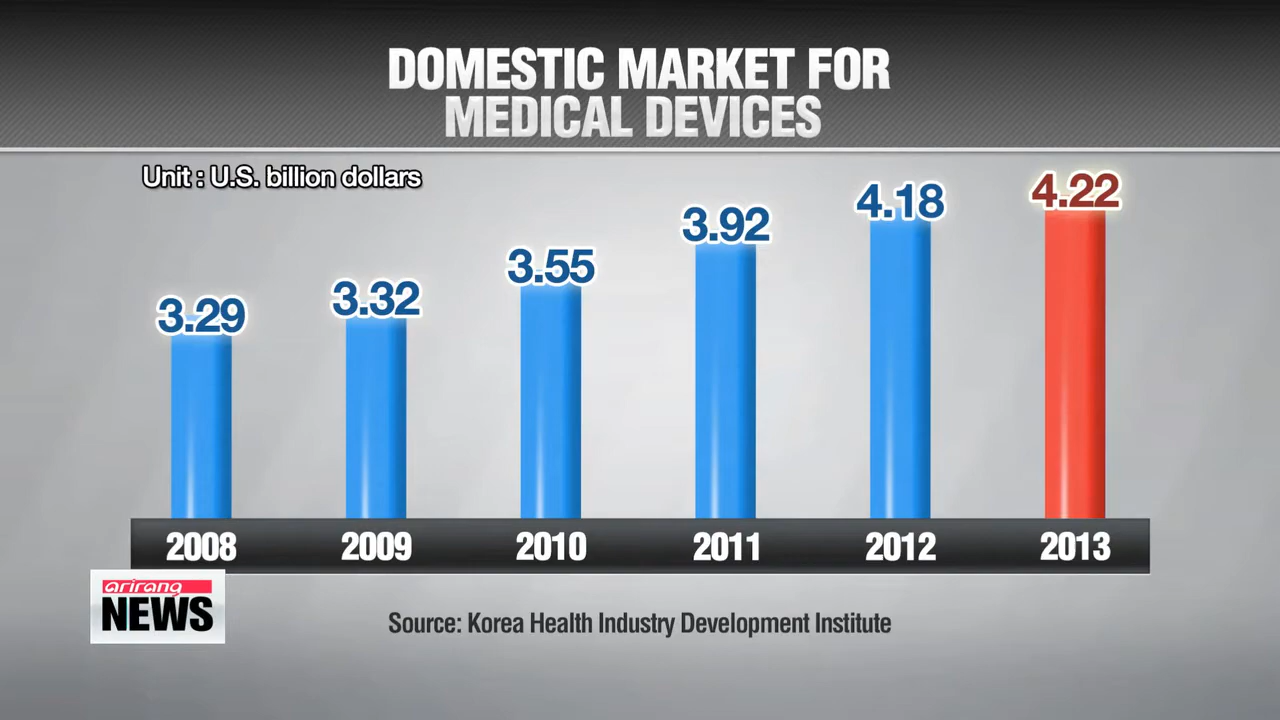 DOMESTIC MARKET FOR
MEDICAL DEVICES
Unit : U.S. billion dollars
3.29
3.32
3.55
3.92
4.18
4.22
2008
2009
2010
2011
2012
2013
arirang
NEWS
Source: Korea Health Industry Development Institute